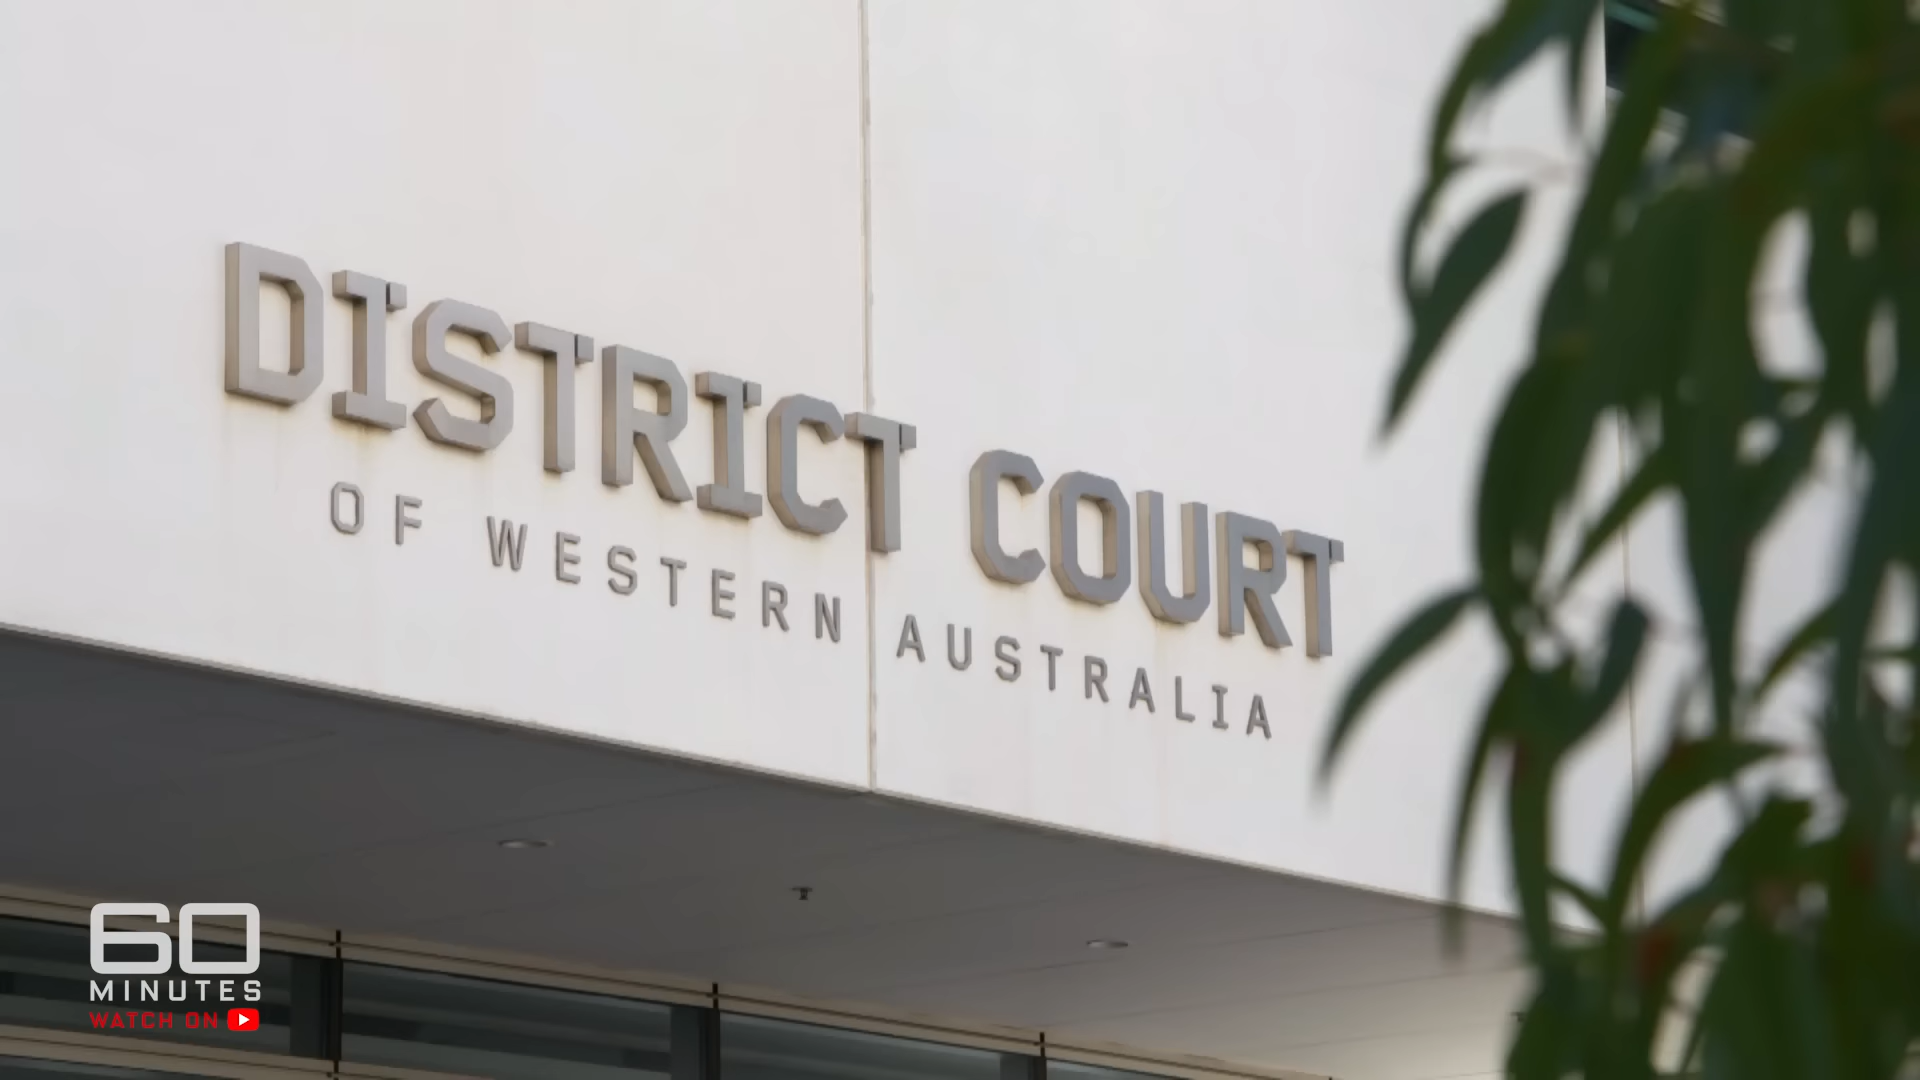 DISTRICT COURT
OF WESTERN AUSTRALIA
60
MINUTES
WATCH ON